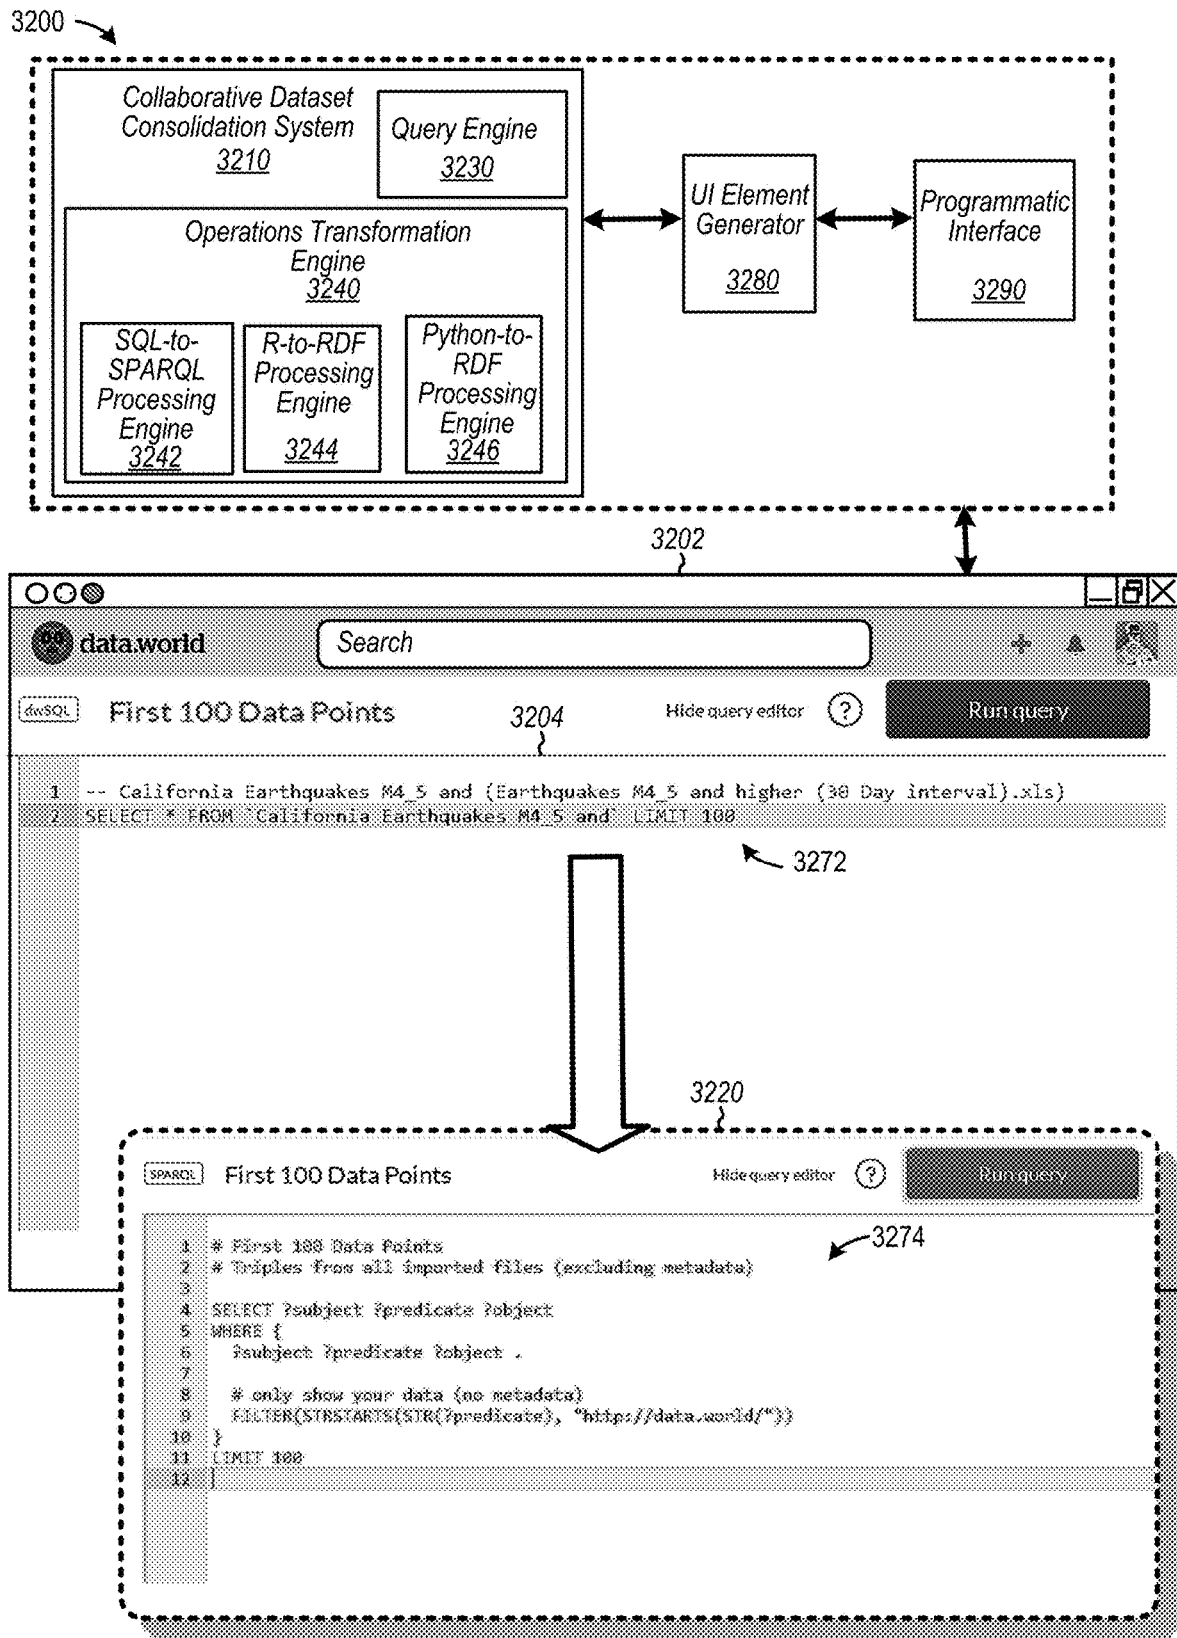 3200
Collaborative Dataset
Consolidation System
3210
Query Engine
3230
Operations Transformation
Engine
3240
SQL-to-
SPARQL
Processing
Engine
3242
R-to-RDF
Processing
Engine
3244
Python-to-
RDF
Processing
Engine
3246
UI Element
Generator
3280
Programmatic
Interface
3290
3202
data.world
Search
dwSQL
First 100 Data Points
3204
Hide query editor
?
Run query
1 -- California Earthquakes M4_5 and (Earthquakes M4_5 and higher (30 Day interval).xls)
2 SELECT * FROM `California Earthquakes M4_5 and` LIMIT 100
3272
3220
SPARQL
First 100 Data Points
Hide query editor
?
Run query
3274
1 # First 100 Data Points
2 # Triples from all imported files (excluding metadata)
3
4 SELECT ?subject ?predicate ?object
5 WHERE {
6 ?subject ?predicate ?object .
7
8 # only show your data (no metadata)
9 FILTER(STRSTARTS(STR(?predicate), "http://data.world/"))
10 }
11 LIMIT 100
12